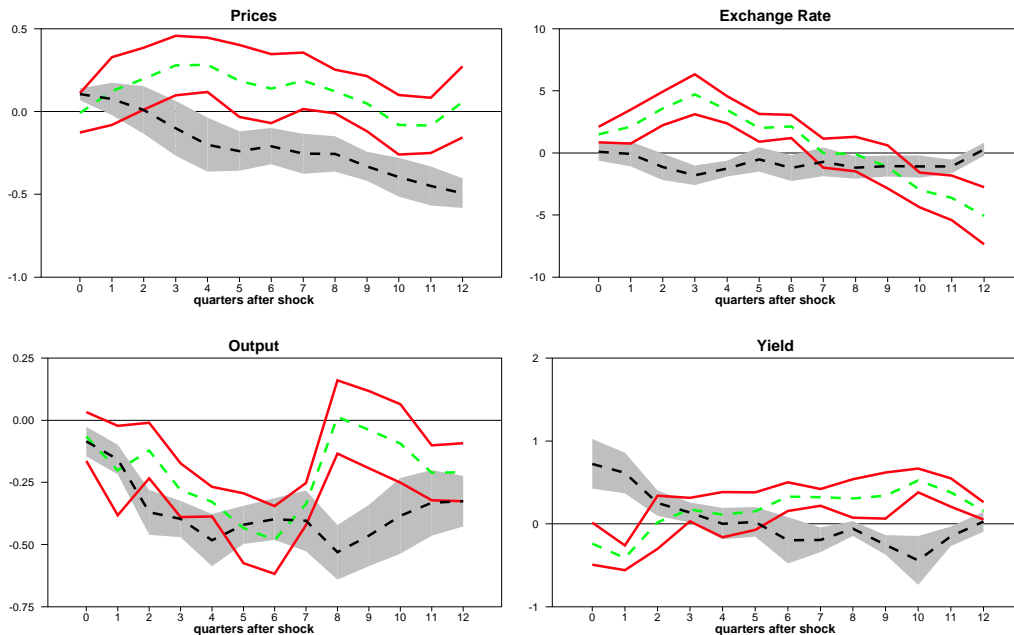 Prices
0.5
0.0
-0.5
-1.0
0 1 2 3 4 5 6 7 8 9 10 11 12
quarters after shock
Exchange Rate
10
5
0
-5
-10
0 1 2 3 4 5 6 7 8 9 10 11 12
quarters after shock
Output
0.25
0.00
-0.25
-0.50
-0.75
0 1 2 3 4 5 6 7 8 9 10 11 12
quarters after shock
Yield
2
1
0
-1
0 1 2 3 4 5 6 7 8 9 10 11 12
quarters after shock